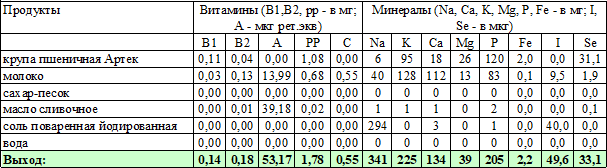 Продукты Витамины (B1,B2, pp - в мг; Минералы (Na, Ca, K, Mg, P, Fe - в мг; I,
A - мкг рет.экв) Se - в мкг)
B1 B2 A PP C Na K Ca Mg P Fe I Se
крупа пшеничная Артек 0,11 0,04 0,00 1,08 0,00 6 95 18 26 120 2,0 0,0 31,1
молоко 0,03 0,13 13,99 0,68 0,55 40 128 112 13 83 0,1 9,5 1,9
сахар-песок 0,00 0,00 0,00 0,00 0,00 0 0 0 0 0 0,0 0,0 0,0
масло сливочное 0,00 0,01 39,18 0,02 0,00 1 1 1 0 2 0,0 0,0 0,1
соль поваренная йодированная 0,00 0,00 0,00 0,00 0,00 294 0 3 0 1 0,0 40,0 0,0
вода 0,00 0,00 0,00 0,00 0,00 0 0 0 0 0 0,0 0,0 0,0
Выход: 0,14 0,18 53,17 1,78 0,55 341 225 134 39 205 2,2 49,6 33,1